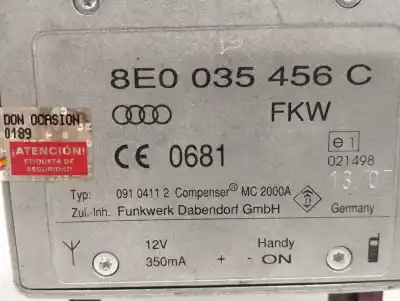 8E0 035 456 C
FKW
DON OCASION
0189
¡ATENCIÓN!
ETIQUETA DE
SEGURIDAD
CE 0681
e1
021498
13/07
Typ: 091 0411 2 Compenser® MC 2000A
Zul.-Inh. Funkwerk Dabendorf GmbH
Germany
12V
350mA
+ -
Handy
ON